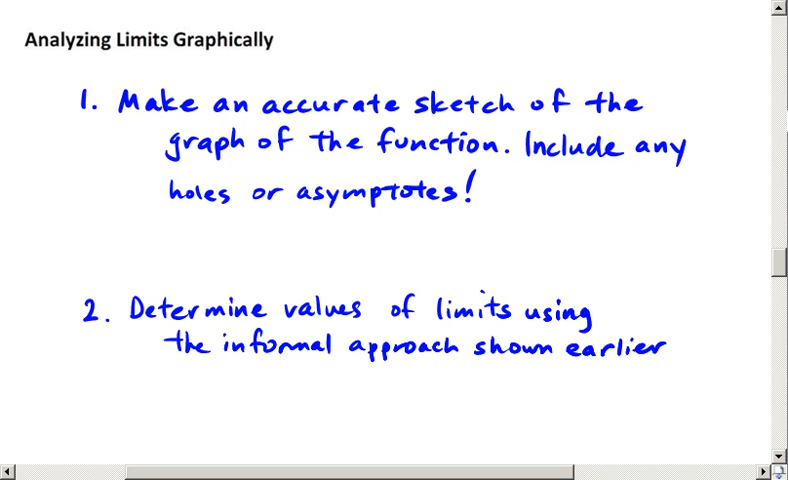 Analyzing Limits Graphically
1. Make an accurate sketch of the
graph of the function. Include any
holes or asymptotes!
2. Determine values of limits using
the informal approach shown earlier